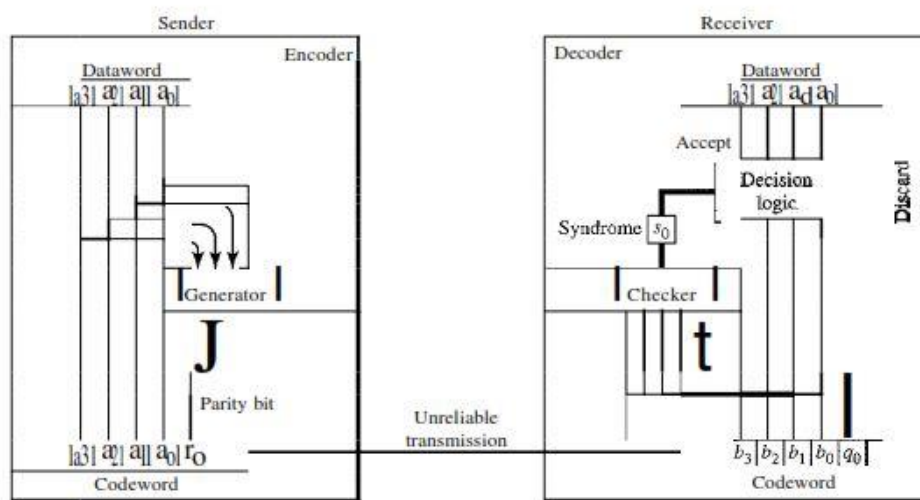 Sender
Encoder
Dataword
|a3| a2| a1| a0|
Generator
J
Parity bit
|a3| a2| a1| a0| r0
Codeword
Unreliable
transmission
Receiver
Decoder
Dataword
|a3| a2| ad a0|
Accept
Decision
logic
Discard
Syndrome s0
Checker
t
b3 b2 b1 b0 q0
Codeword